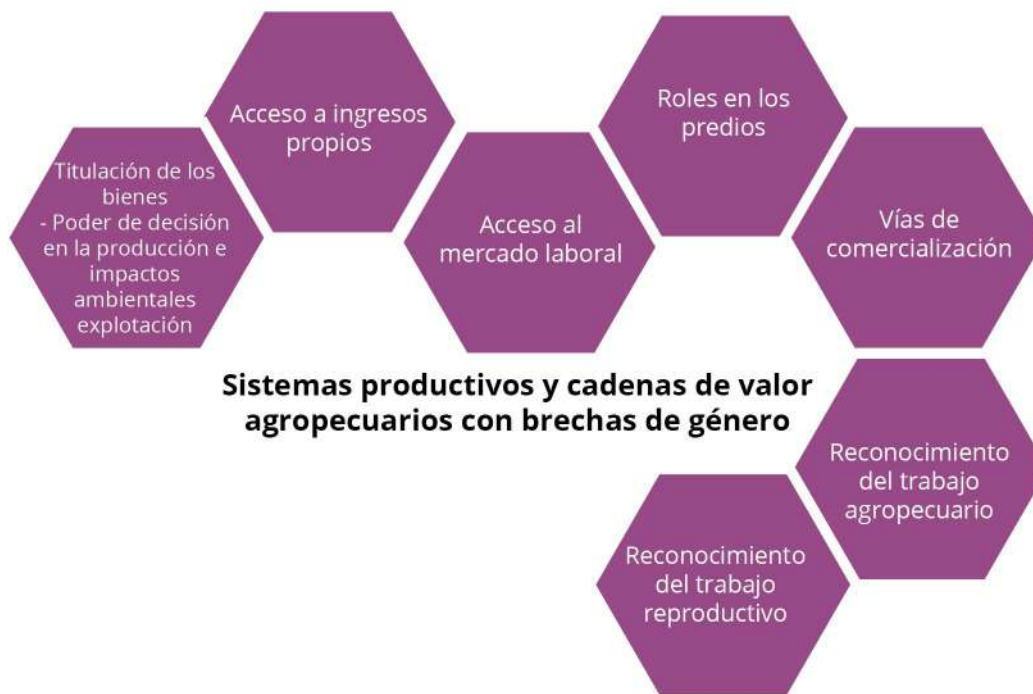 Titulación de los
bienes
- Poder de decisión
en la producción e
impactos
ambientales
explotación
Acceso a ingresos
propios
Acceso al
mercado laboral
Roles en los
predios
Vías de
comercialización
Sistemas productivos y cadenas de valor
agropecuarios con brechas de género
Reconocimiento
del trabajo
agropecuario
Reconocimiento
del trabajo
reproductivo